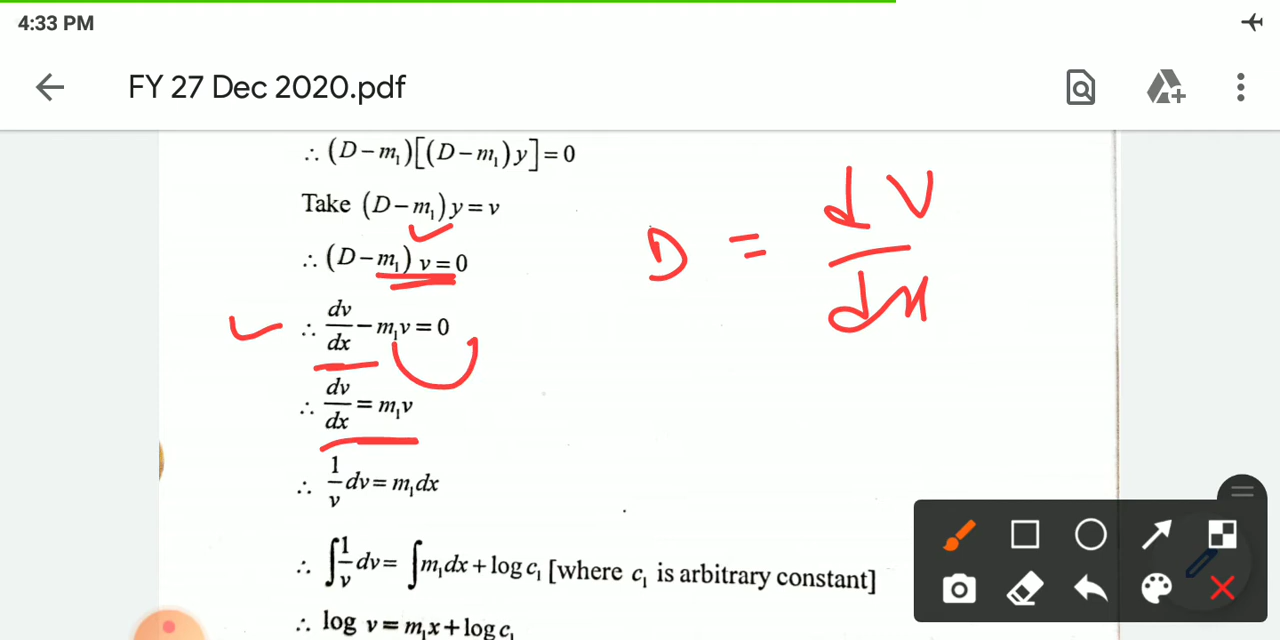 4:33 PM
FY 27 Dec 2020.pdf
∴ (D − m₁)[(D − m₁)y] = 0
Take (D − m₁)y = v
∴ (D − m₁) v = 0
D = dV/dx
∴ dv/dx − m₁v = 0
∴ dv/dx = m₁v
∴ 1/v dv = m₁dx
∴ ∫1/v dv = ∫m₁dx + log c₁ [where c₁ is arbitrary constant]
∴ log v = m₁x + log c₁